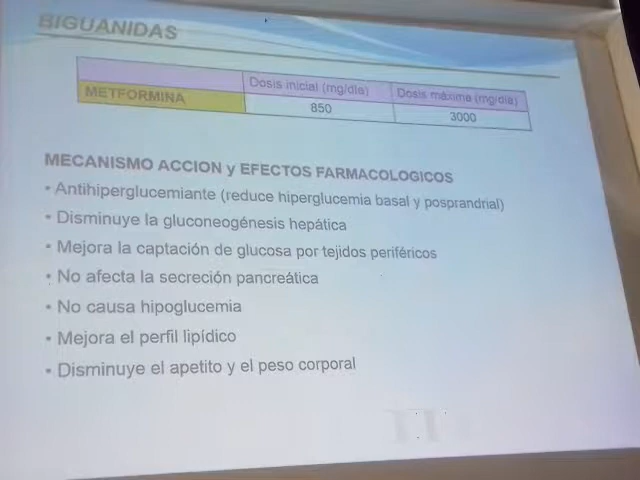 BIGUANIDAS
Dosis inicial (mg/día) Dosis máxima (mg/día)
METFORMINA 850 3000
MECANISMO ACCION y EFECTOS FARMACOLOGICOS
• Antihiperglucemiante (reduce hiperglucemia basal y posprandrial)
• Disminuye la gluconeogénesis hepática
• Mejora la captación de glucosa por tejidos periféricos
• No afecta la secreción pancreática
• No causa hipoglucemia
• Mejora el perfil lipídico
• Disminuye el apetito y el peso corporal